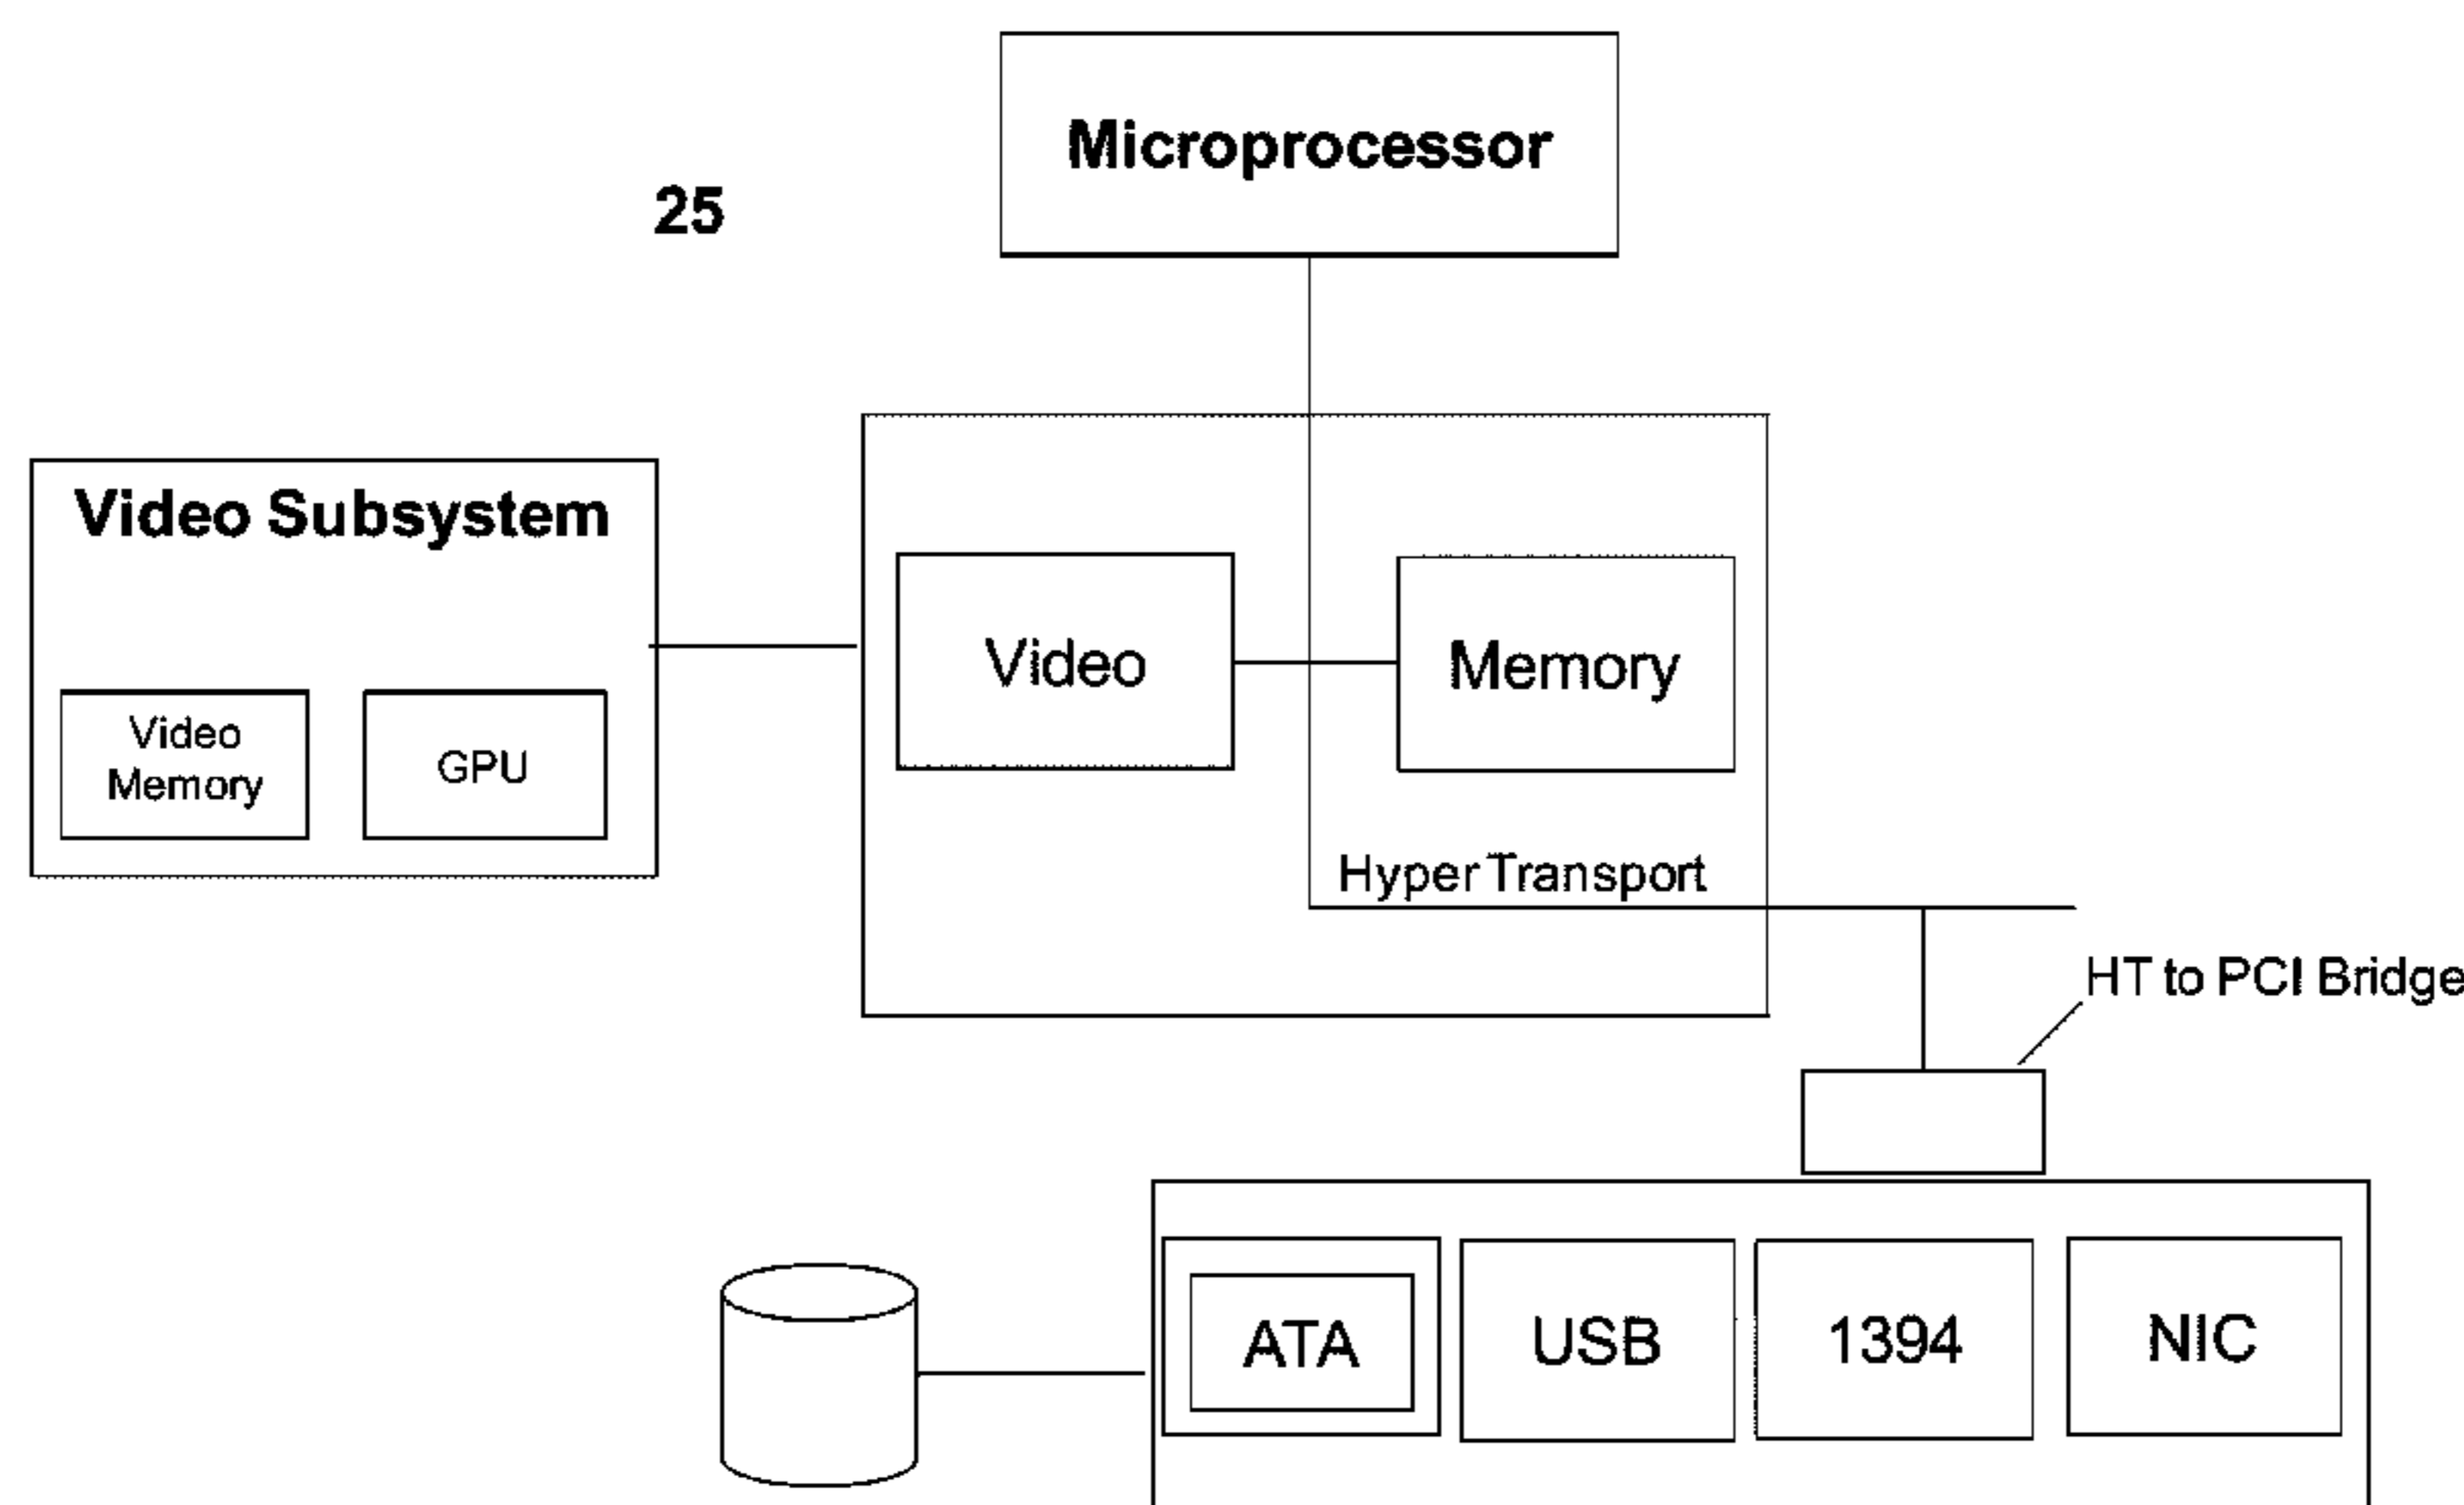 Microprocessor
25
Video Subsystem
Video
Memory
GPU
Video
Memory
Hyper Transport
HT to PCI Bridge
ATA
USB
1394
NIC